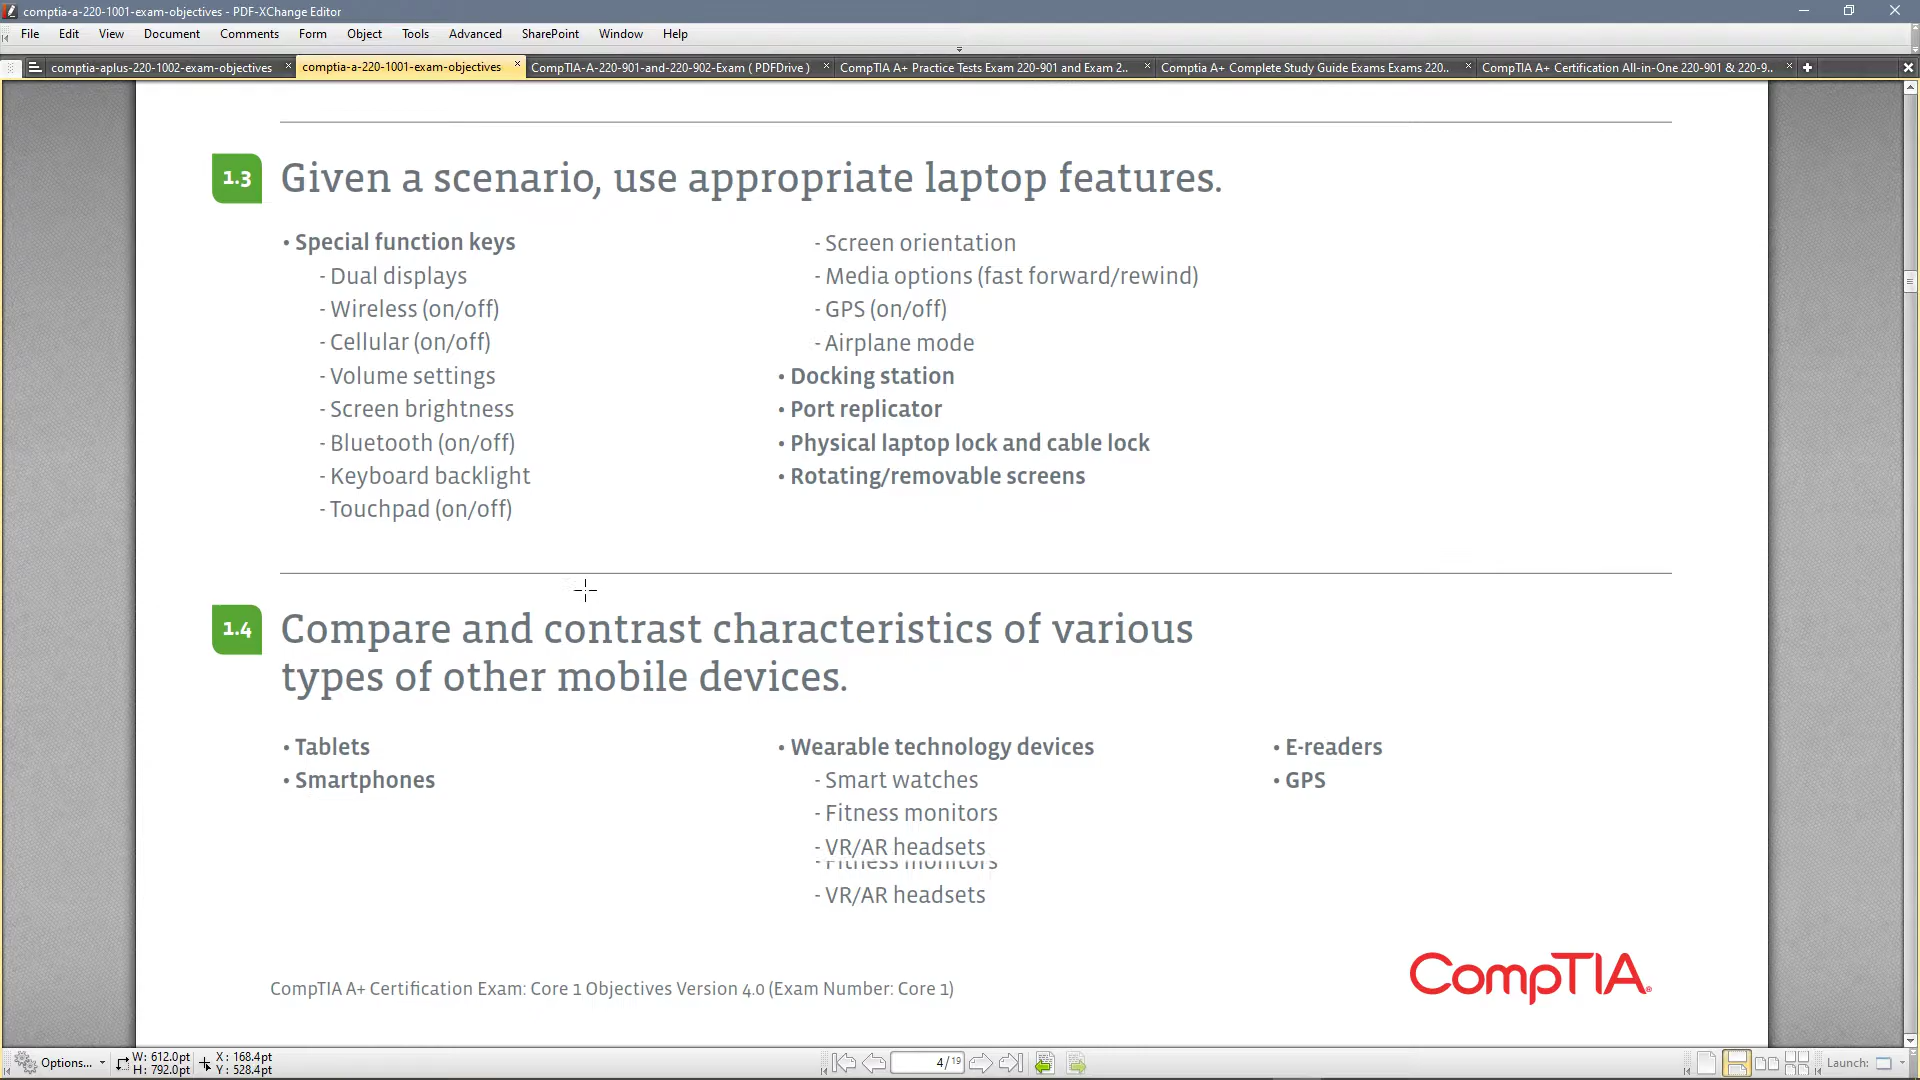 comptia-a-220-1001-exam-objectives - PDF-XChange Editor
File Edit View Document Comments Form Object Tools Advanced SharePoint Window Help
comptia-aplus-220-1002-exam-objectives
comptia-a-220-1001-exam-objectives
CompTIA-A-220-901-and-220-902-Exam ( PDFDrive )
CompTIA A+ Practice Tests Exam 220-901 and Exam 2..
Comptia A+ Complete Study Guide Exams Exams 220..
CompTIA A+ Certification All-in-One 220-901 & 220-9..
1.3 Given a scenario, use appropriate laptop features.
• Special function keys
- Dual displays
- Wireless (on/off)
- Cellular (on/off)
- Volume settings
- Screen brightness
- Bluetooth (on/off)
- Keyboard backlight
- Touchpad (on/off)
- Screen orientation
- Media options (fast forward/rewind)
- GPS (on/off)
- Airplane mode
• Docking station
• Port replicator
• Physical laptop lock and cable lock
• Rotating/removable screens
1.4 Compare and contrast characteristics of various
types of other mobile devices.
• Tablets
• Smartphones
• Wearable technology devices
- Smart watches
- Fitness monitors
- VR/AR headsets
- Fitness monitors
- VR/AR headsets
• E-readers
• GPS
CompTIA A+ Certification Exam: Core 1 Objectives Version 4.0 (Exam Number: Core 1)
CompTIA®
Options...
W: 612.0pt
H: 792.0pt
X: 168.4pt
Y: 528.4pt
4/19
Launch: